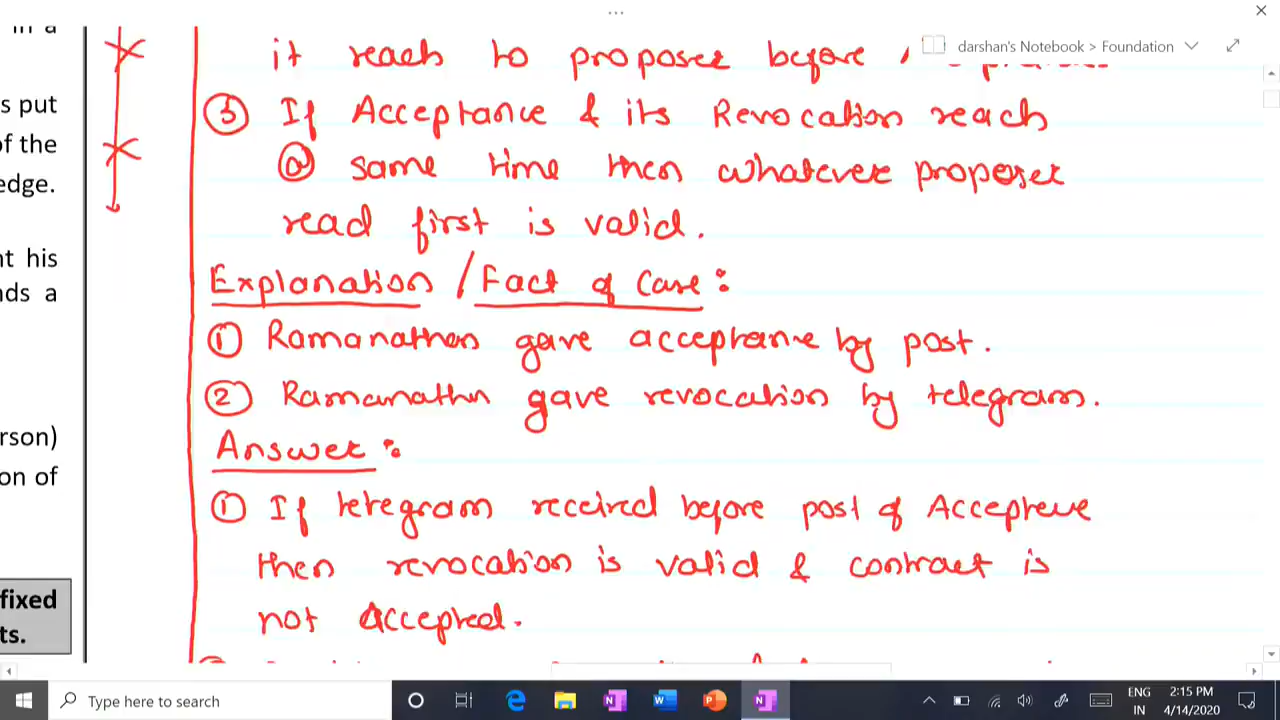 in a
s put
of the
edge.
nt his
nds a
rson)
on of
fixed
ts.
darshan's Notebook > Foundation
it reach to proposer before
③ If Acceptance & its Revocation reach
@ same time then whatever proposer
read first is valid.
Explanation / Fact of Case :
① Ramanathan gave acceptance by post.
② Ramanathn gave revocation by telegram.
Answer :
① If telegram received before post of
then revocation is valid & contract is
not Accepted.
Type here to search
ENG
IN
2:15 PM
4/14/2020